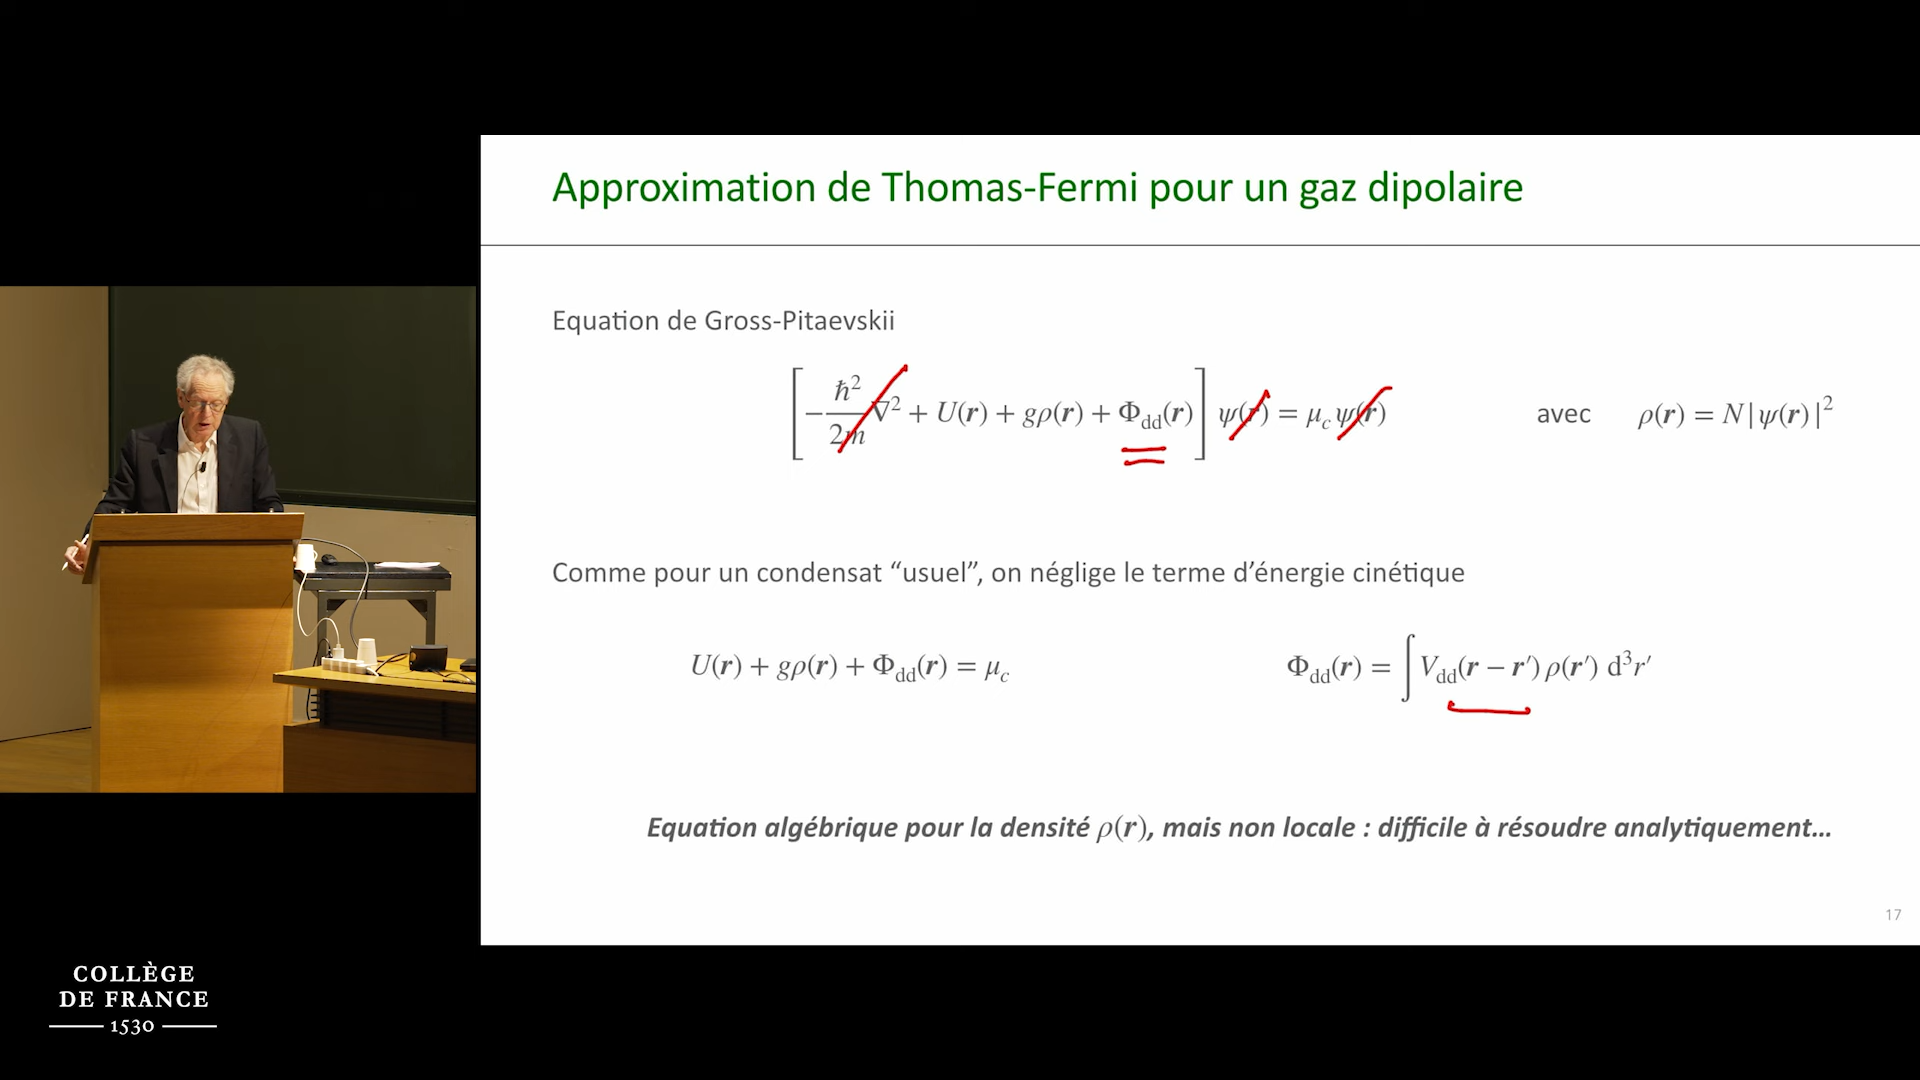 Approximation de Thomas-Fermi pour un gaz dipolaire
Equation de Gross-Pitaevskii
[−ħ²/2m ∇² + U(r) + gρ(r) + Φ_dd(r)] ψ(r) = μ_c ψ(r) avec ρ(r) = N|ψ(r)|²
Comme pour un condensat “usuel”, on néglige le terme d’énergie cinétique
U(r) + gρ(r) + Φ_dd(r) = μ_c Φ_dd(r) = ∫ V_dd(r − r′) ρ(r′) d³r′
Equation algébrique pour la densité ρ(r), mais non locale : difficile à résoudre analytiquement...
17
COLLÈGE
DE FRANCE
1530